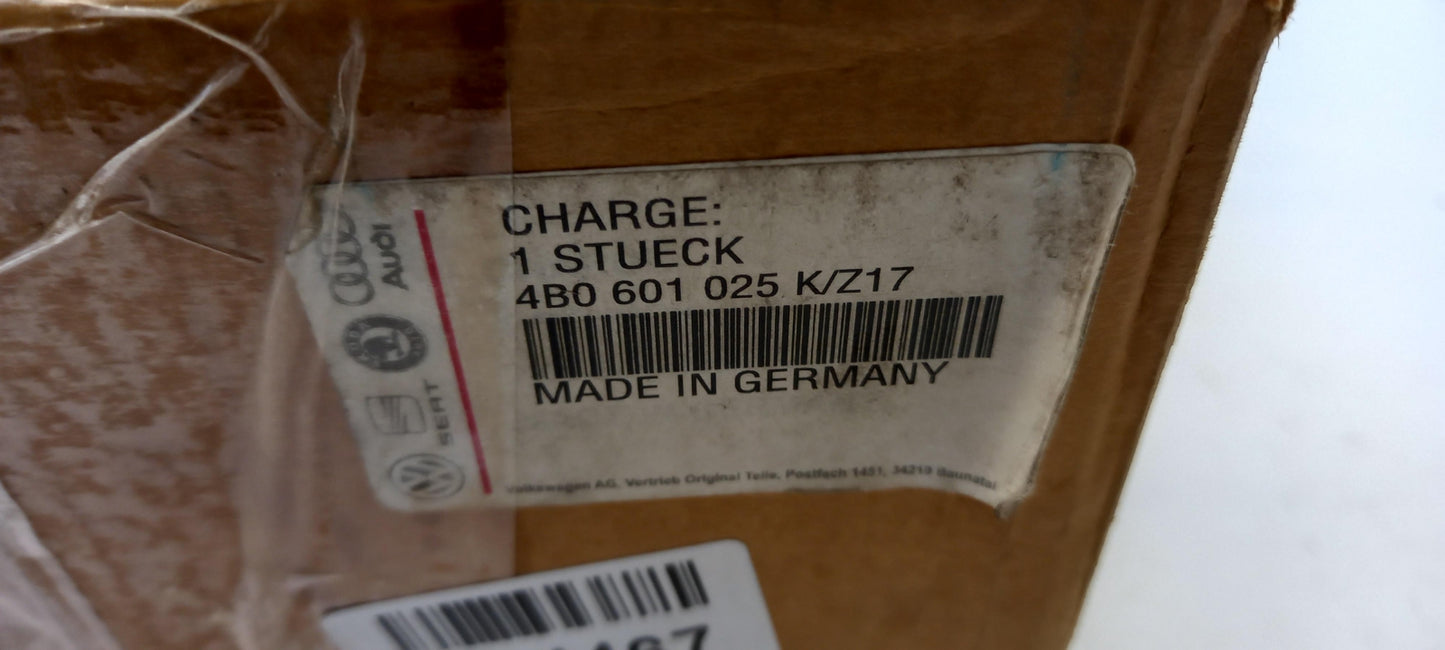 CHARGE:
1 STUECK
4B0 601 025 K/Z17
MADE IN GERMANY
Volkswagen AG, Vertrieb Original Teile, Postfach 1451, 34219 Baunatal
Audi
SEAT